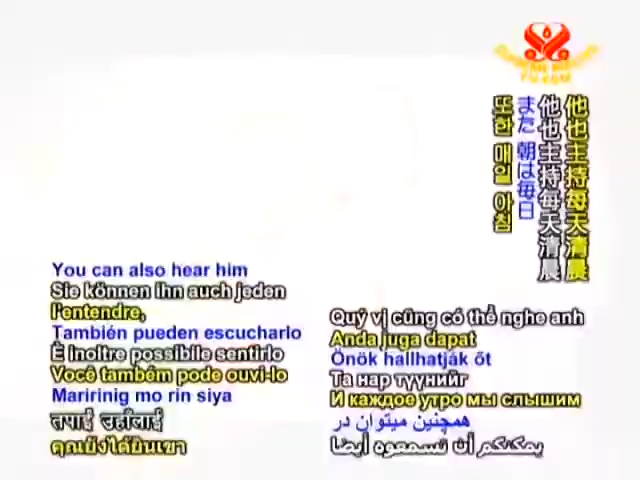 他也主持每天清晨
他也主持每天清晨
また 朝は毎日
또한 매일 아침
You can also hear him
Sie können ihn auch jeden
l'entendre,
También pueden escucharlo
È inoltre possibile sentirlo
Você também pode ouvi-lo
Maririnig mo rin siya
तपाईं उहाँलाई
คุณยังได้ยินเขา
Quý vị cũng có thể nghe anh
Anda juga dapat
Önök hallhatják őt
Та нар түүнийг
И каждое утро мы слышим
همچنین میتوان در
يمكنكم أن تسمعوه أيضًا